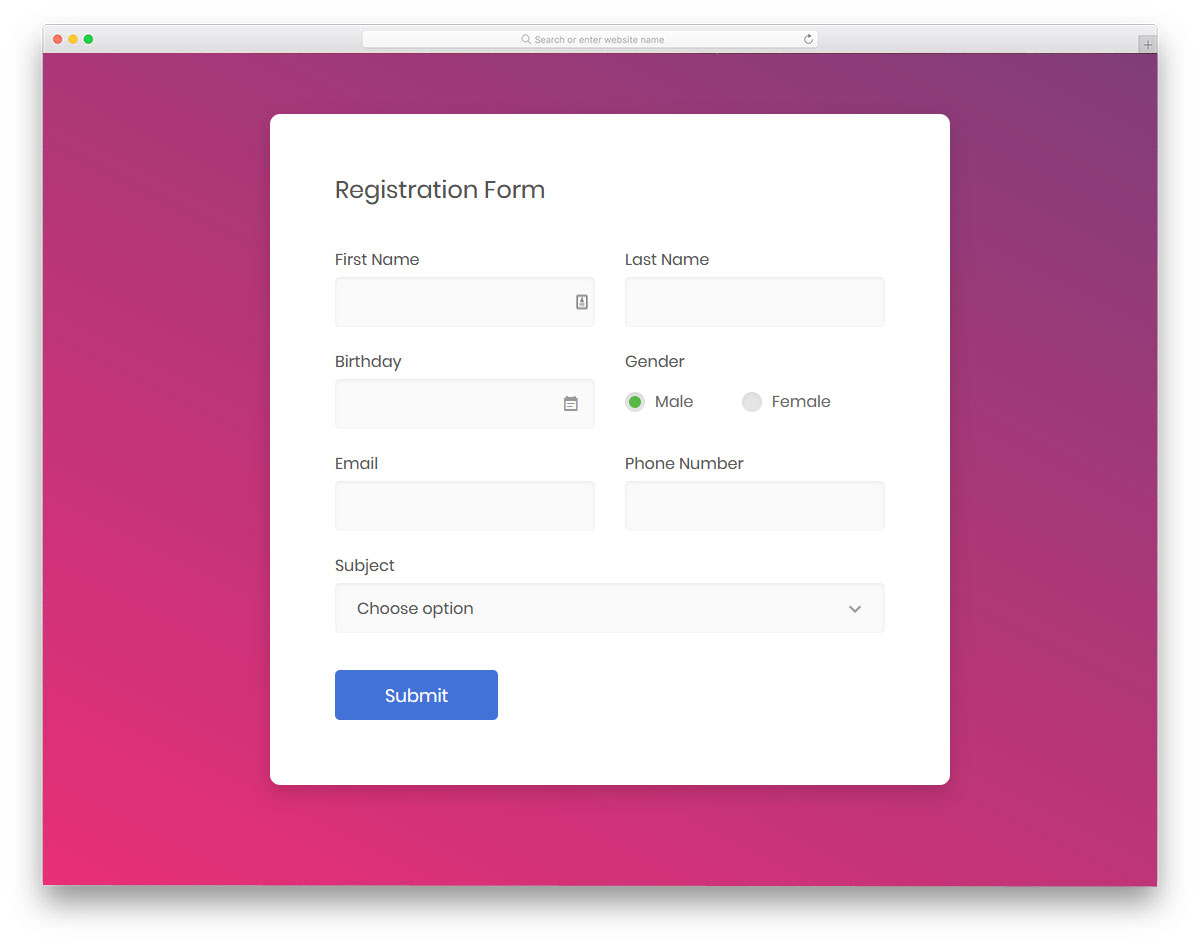 Search or enter website name
Registration Form
First Name Last Name
Birthday Gender
Male Female
Email Phone Number
Subject
Choose option
Submit